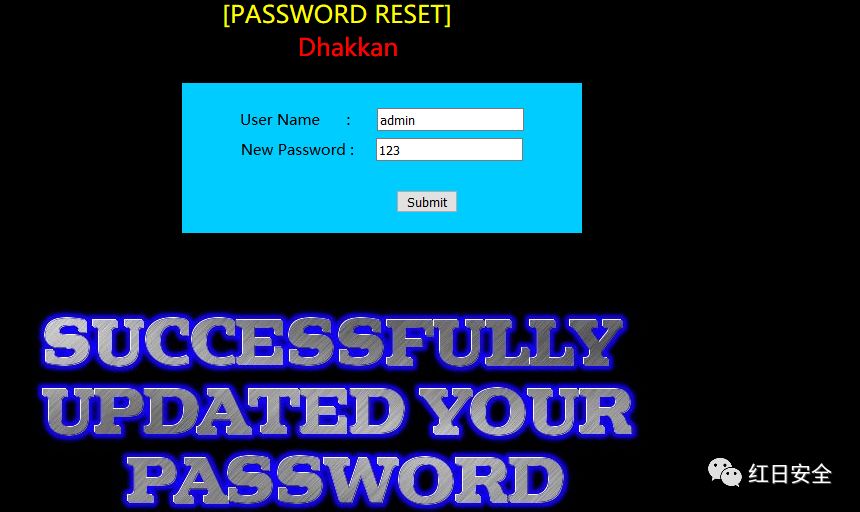 [PASSWORD RESET]
Dhakkan
User Name : admin
New Password : 123
Submit
SUCCESSFULLY
UPDATED YOUR
PASSWORD
红日安全